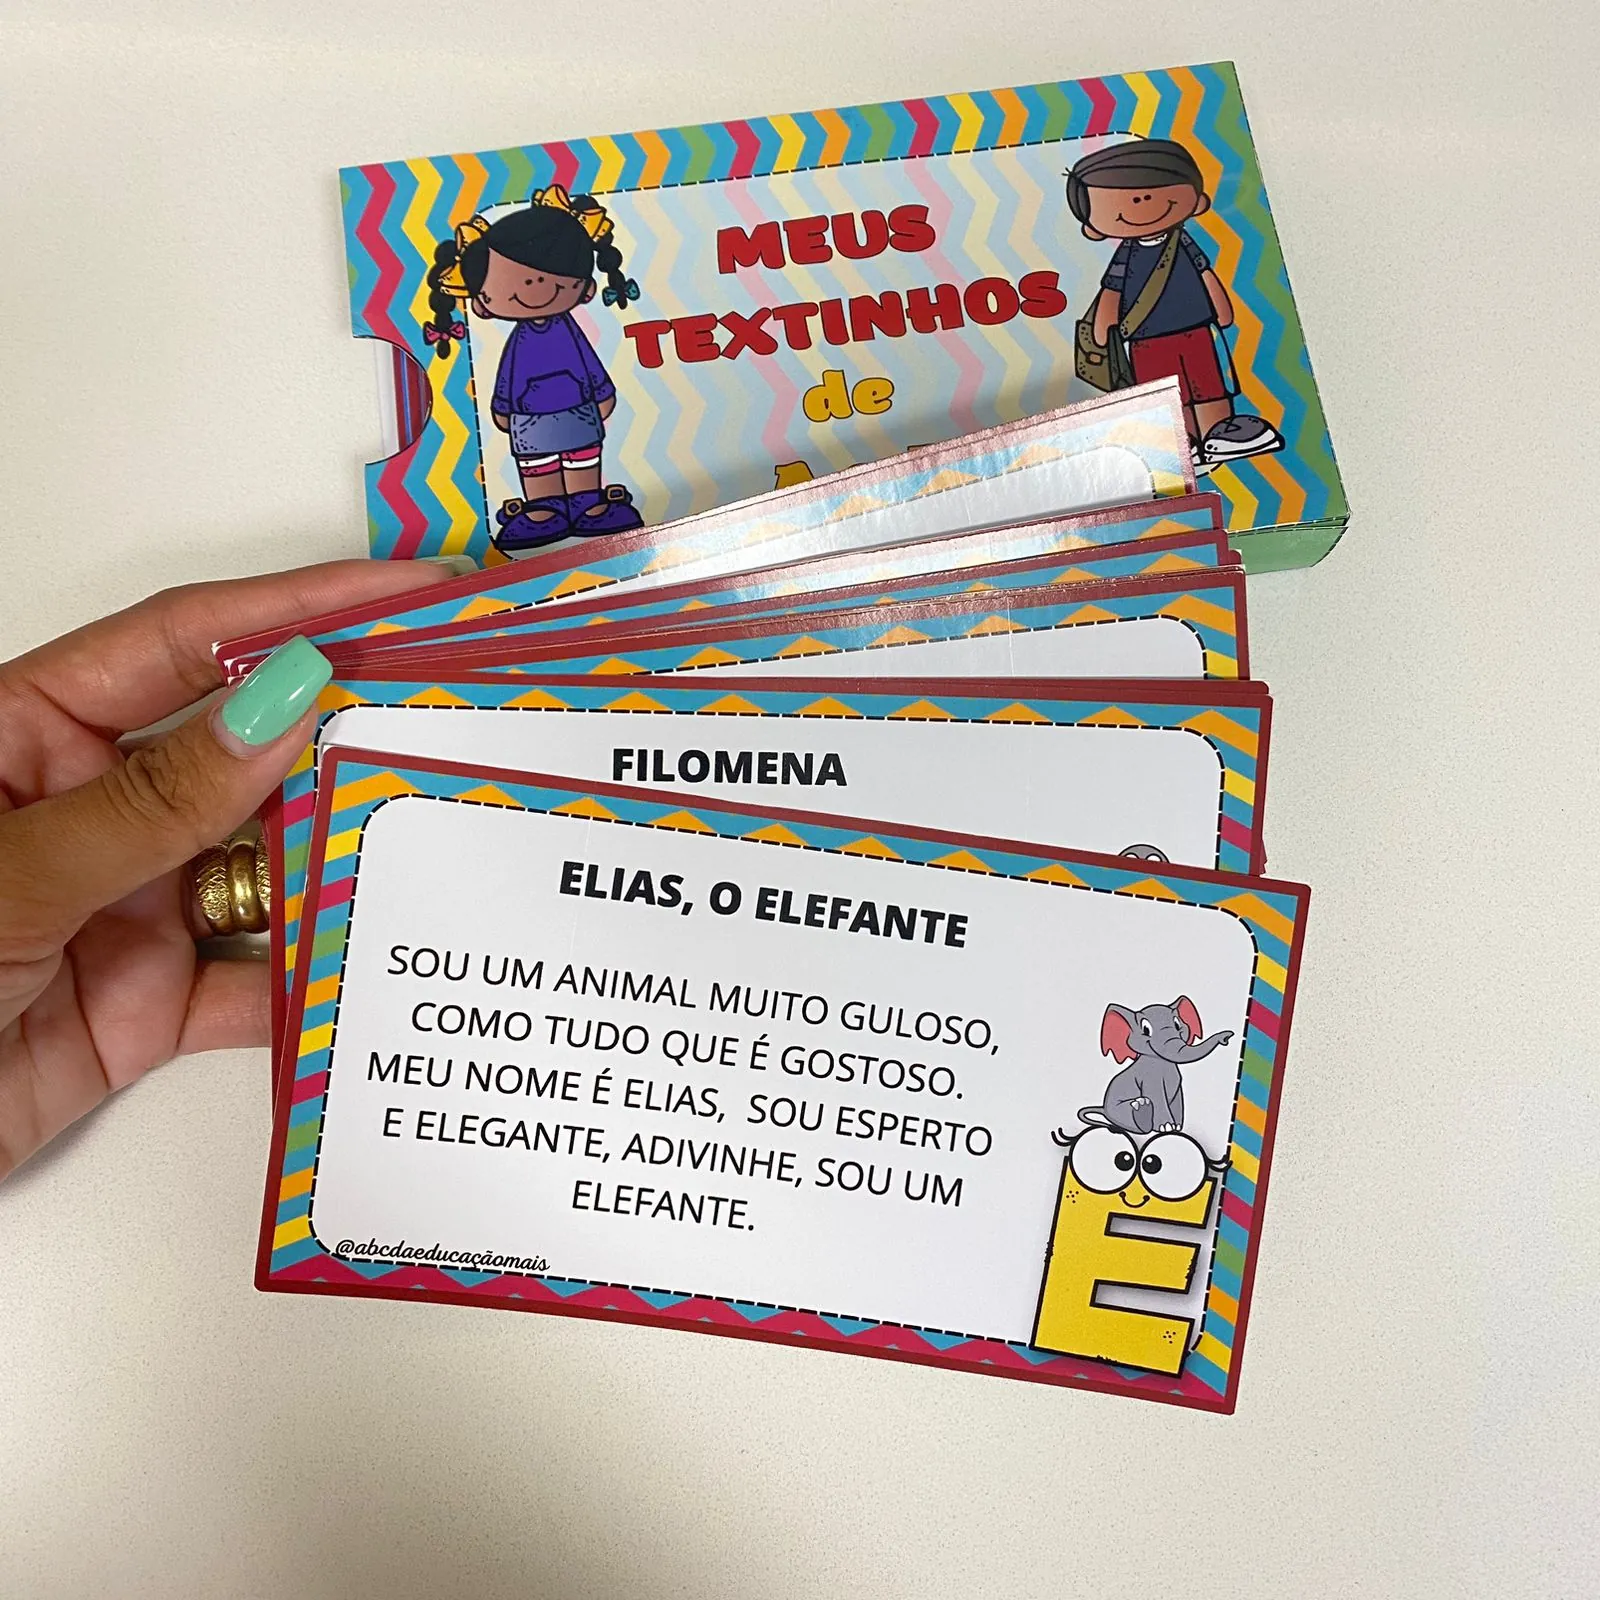 MEUS
TEXTINHOS
de
FILOMENA
ELIAS, O ELEFANTE
SOU UM ANIMAL MUITO GULOSO,
COMO TUDO QUE É GOSTOSO.
MEU NOME É ELIAS,  SOU ESPERTO
E ELEGANTE, ADIVINHE, SOU UM
ELEFANTE.
@abcdaeducaçãomais
E